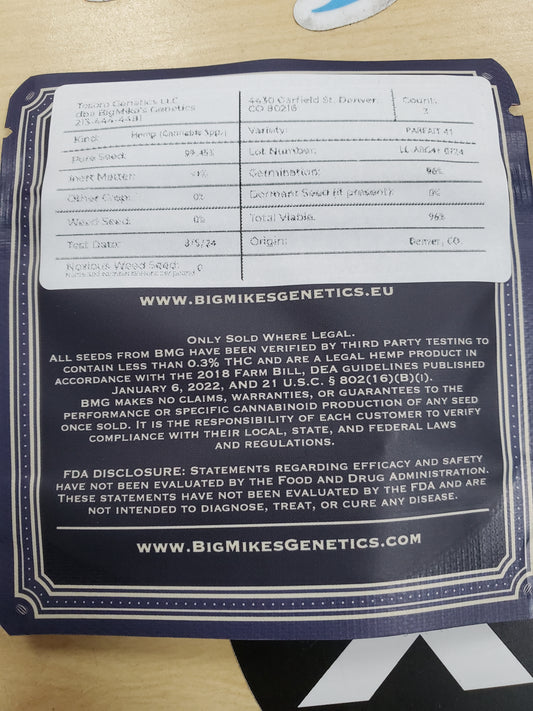 Tesoro Genetics LLC
dba BigMike's Genetics
213-444-4481
4630 Garfield St. Denver,
CO 80216
Count:
3
Kind: Hemp (Cannabis Spp.)
Variety: PARFAIT 41
Pure Seed: 99.45%
Lot Number:
Inert Matter: <1%
Germination: 96%
Other Crop: 0%
Dormant Seed (if present): 0%
Weed Seed: 0%
Total Viable: 96%
Test Date: 8/5/24
Origin: Denver, CO
Noxious Weed Seed: 0
www.BigMikesGenetics.eu
Only Sold Where Legal.
All seeds from BMG have been verified by third party testing to
contain less than 0.3% THC and are a legal hemp product in
accordance with the 2018 Farm Bill, DEA guidelines published
January 6, 2022, and 21 U.S.C. § 802(16)(B)(i).
BMG makes no claims, warranties, or guarantees to the
performance or specific cannabinoid production of any seed
once sold. It is the responsibility of each customer to verify
compliance with their local, state, and federal laws
and regulations.
FDA DISCLOSURE: Statements regarding efficacy and safety
have not been evaluated by the Food and Drug Administration.
These statements have not been evaluated by the FDA and are
not intended to diagnose, treat, or cure any disease.
www.BigMikesGenetics.com